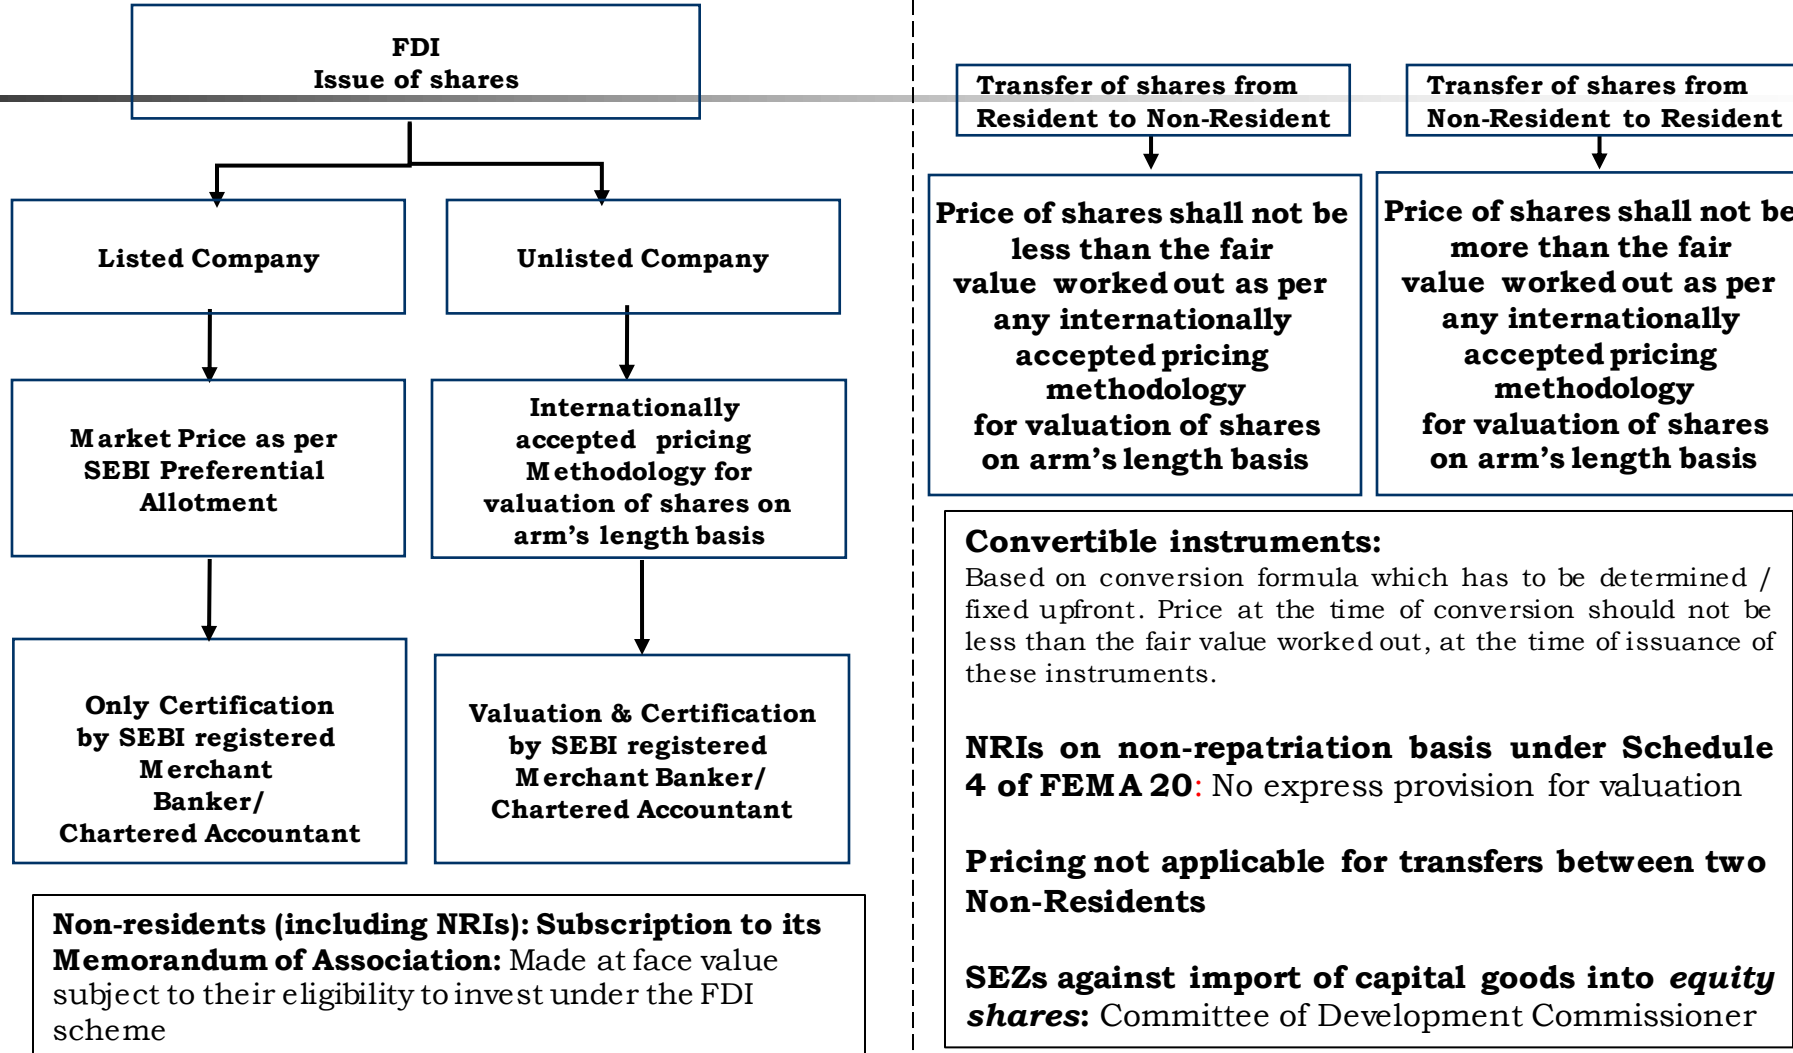 FDI
Issue of shares
Listed Company
Unlisted Company
Market Price as per
SEBI Preferential
Allotment
Internationally
accepted pricing
Methodology for
valuation of shares on
arm's length basis
Only Certification
by SEBI registered
Merchant
Banker/
Chartered Accountant
Valuation & Certification
by SEBI registered
Merchant Banker/
Chartered Accountant
Non-residents (including NRIs): Subscription to its
Memorandum of Association: Made at face value
subject to their eligibility to invest under the FDI
scheme
Transfer of shares from
Resident to Non-Resident
Transfer of shares from
Non-Resident to Resident
Price of shares shall not be
less than the fair
value worked out as per
any internationally
accepted pricing
methodology
for valuation of shares
on arm's length basis
Price of shares shall not be
more than the fair
value worked out as per
any internationally
accepted pricing
methodology
for valuation of shares
on arm's length basis
Convertible instruments:
Based on conversion formula which has to be determined /
fixed upfront. Price at the time of conversion should not be
less than the fair value worked out, at the time of issuance of
these instruments.
NRIs on non-repatriation basis under Schedule
4 of FEMA 20: No express provision for valuation
Pricing not applicable for transfers between two
Non-Residents
SEZs against import of capital goods into equity
shares: Committee of Development Commissioner